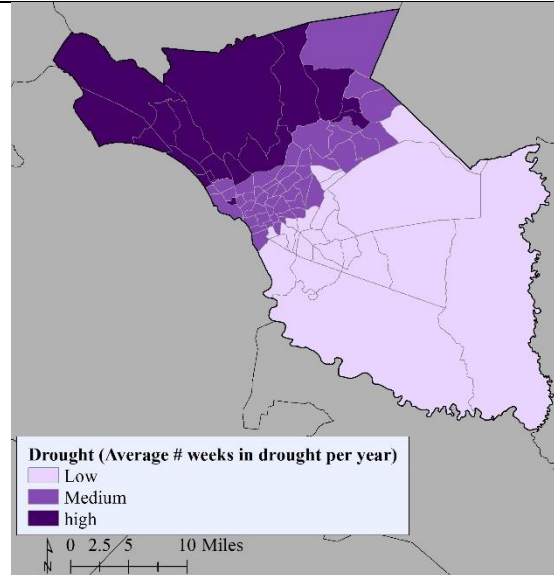 Drought (Average # weeks in drought per year)
Low
Medium
high
N
0 2.5 5 10 Miles